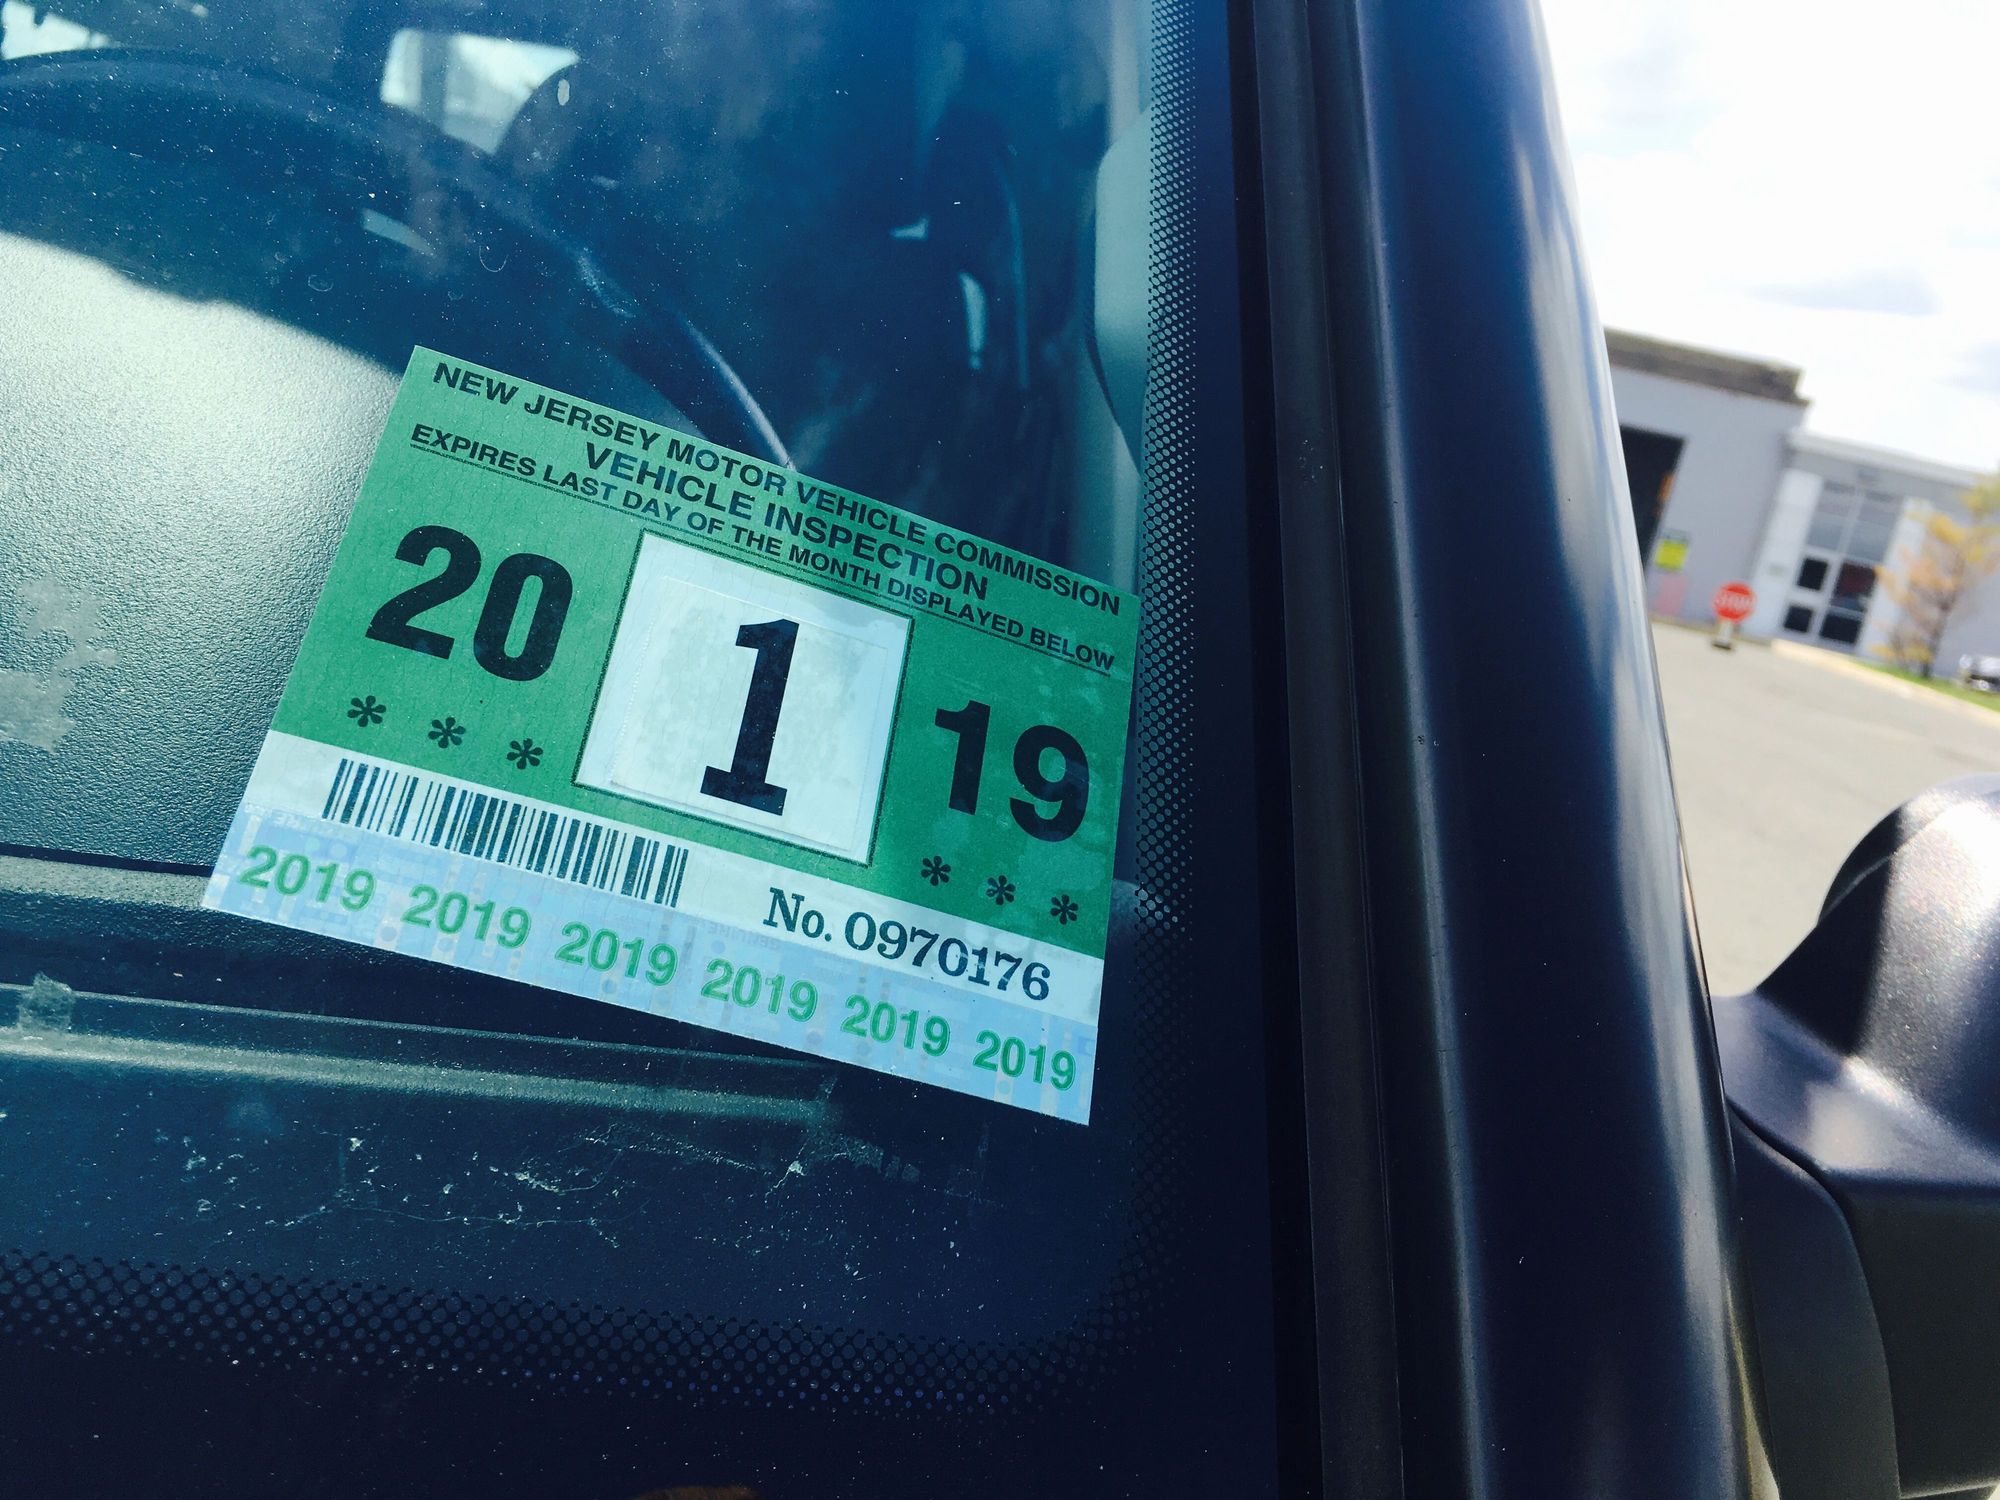 NEW JERSEY MOTOR VEHICLE COMMISSION
VEHICLE INSPECTION
EXPIRES LAST DAY OF THE MONTH DISPLAYED BELOW
20 1 19
* * * * * *
No. 0970176
2019 2019 2019 2019 2019 2019
STOP